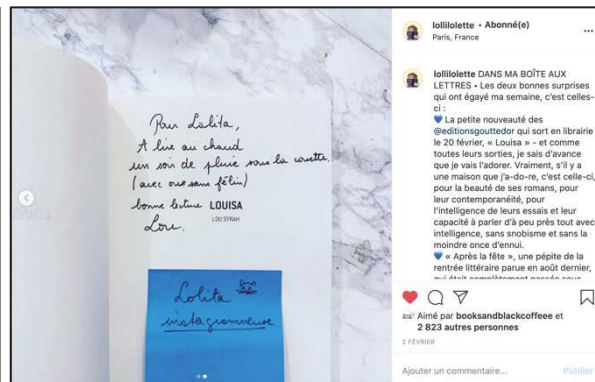 Pour Lolita,
A lire au chaud
un soir de pluie sous la couette.
(avec ou sans félin)
bonne lecture
Lou.
LOUISA
LOU SYRAH
Lolita
instagrammeuse
lollilolette • Abonné(e)
Paris, France
lollilolette DANS MA BOÎTE AUX
LETTRES • Les deux bonnes surprises
qui ont égayé ma semaine, c'est celles-
ci :
💙 La petite nouveauté des
@editionsgouttedor qui sort en librairie
le 20 février, « Louisa » - et comme
toutes leurs sorties, je sais d'avance
que je vais l'adorer. Vraiment, s'il y a
une maison que j'a-do-re, c'est celle-ci,
pour la beauté de ses romans, pour
leur contemporanéité, pour
l'intelligence de leurs essais et leur
capacité à parler d'à peu près tout avec
intelligence, sans snobisme et sans la
moindre once d'ennui.
💙 « Après la fête », une pépite de la
rentrée littéraire parue en août dernier,
qui était complètement passée sous
Aimé par booksandblackcoffeee et
2 823 autres personnes
2 FÉVRIER
Ajouter un commentaire...
Publier